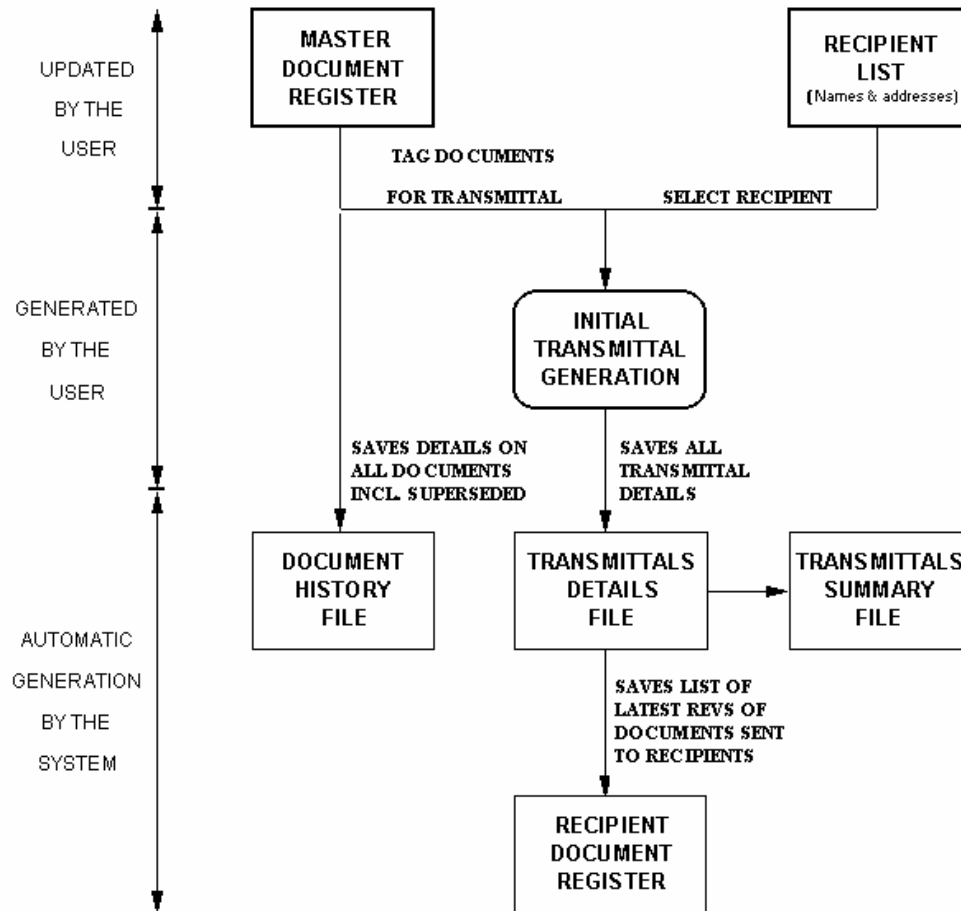 MASTER
DOCUMENT
REGISTER
RECIPIENT
LIST
(Names & addresses)
UPDATED
BY THE
USER
TAG DOCUMENTS
FOR TRANSMITTAL
SELECT RECIPIENT
GENERATED
BY THE
USER
INITIAL
TRANSMITTAL
GENERATION
SAVES DETAILS ON
ALL DOCUMENTS
INCL. SUPERSEDED
SAVES ALL
TRANSMITTAL
DETAILS
DOCUMENT
HISTORY
FILE
TRANSMITTALS
DETAILS
FILE
TRANSMITTALS
SUMMARY
FILE
AUTOMATIC
GENERATION
BY THE
SYSTEM
SAVES LIST OF
LATEST REVS OF
DOCUMENTS SENT
TO RECIPIENTS
RECIPIENT
DOCUMENT
REGISTER